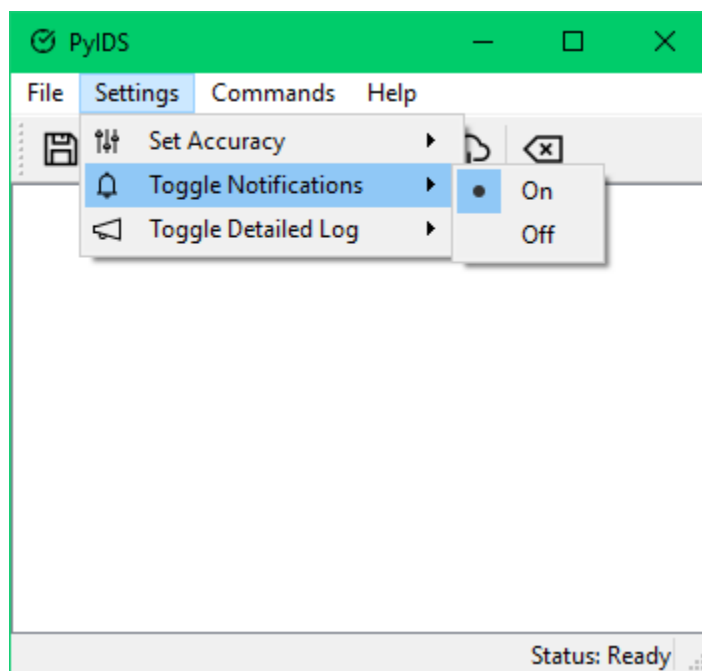 PyIDS
File Settings Commands Help
Set Accuracy
Toggle Notifications
On
Toggle Detailed Log
Off
Status: Ready